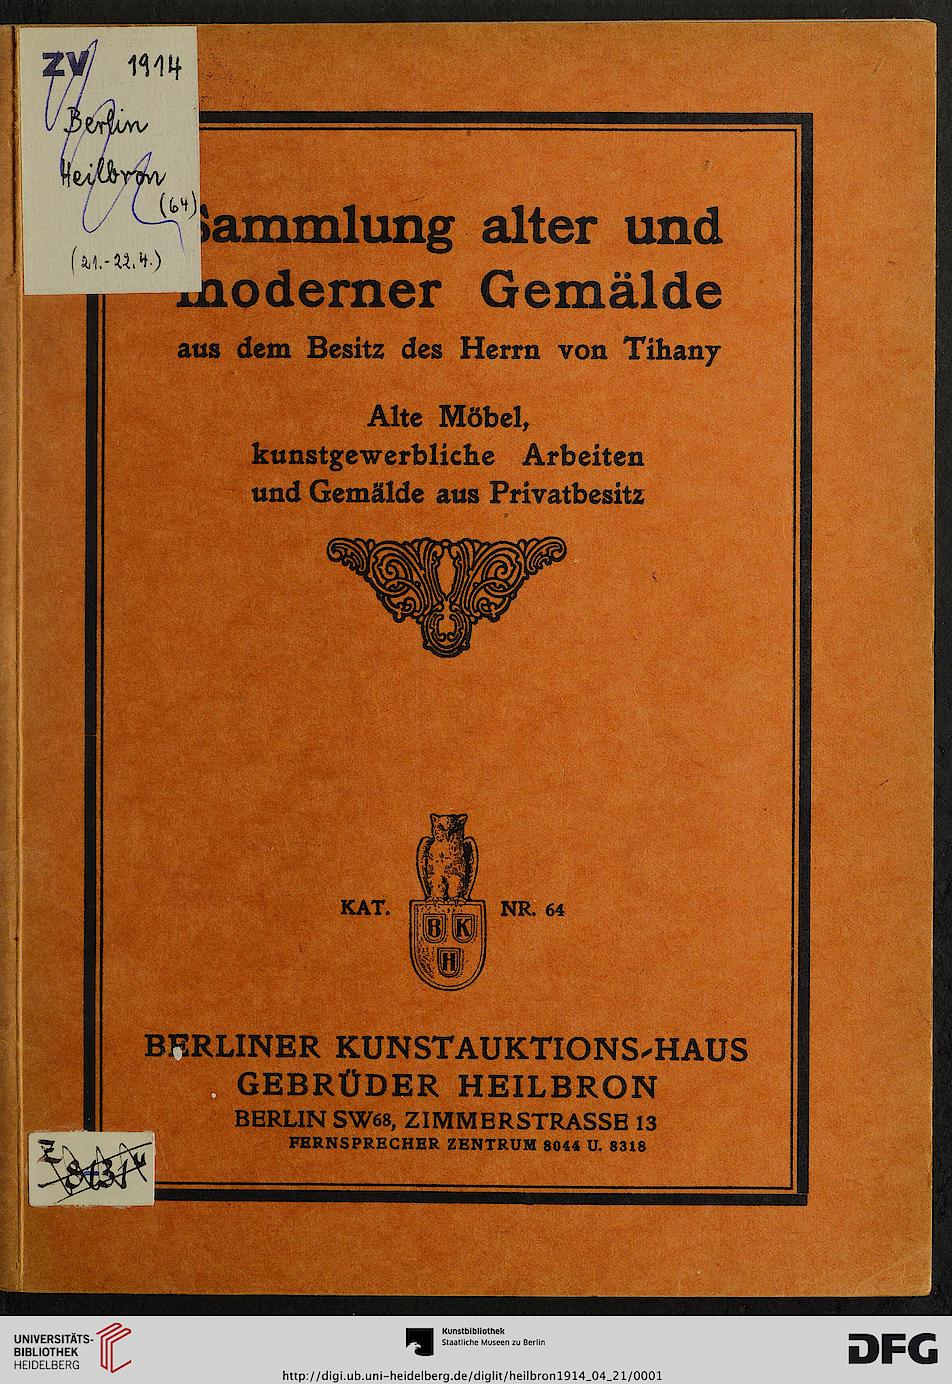 ZV 1914
Berlin
Heilbron
(64)
(21.-22.4.)
Sammlung alter und
moderner Gemälde
aus dem Besitz des Herrn von Tihany
Alte Möbel,
kunstgewerbliche Arbeiten
und Gemälde aus Privatbesitz
KAT. NR. 64
B K
H
BERLINER KUNSTAUKTIONS-HAUS
GEBRÜDER HEILBRON
BERLIN SW68, ZIMMERSTRASSE 13
FERNSPRECHER ZENTRUM 8044 U. 8318
UNIVERSITÄTS-
BIBLIOTHEK
HEIDELBERG
Kunstbibliothek
Staatliche Museen zu Berlin
DFG
http://digi.ub.uni-heidelberg.de/diglit/heilbron1914_04_21/0001